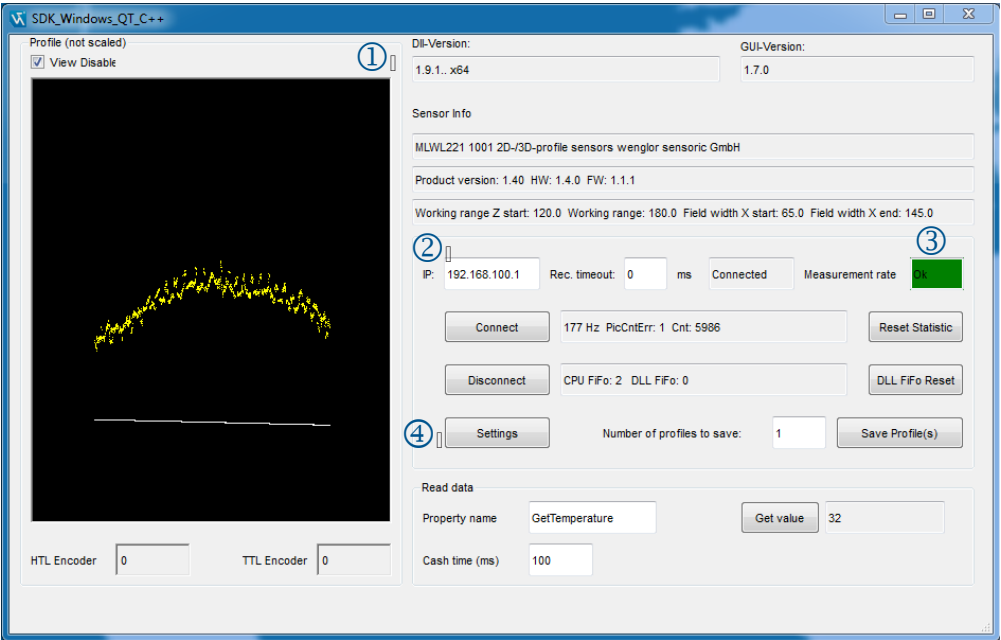 SDK_Windows_QT_C++
Profile (not scaled)
View Disable
①
Dll-Version:
GUI-Version:
1.9.1.. x64
1.7.0
Sensor Info
MLWL221 1001 2D-/3D-profile sensors wenglor sensoric GmbH
Product version: 1.40 HW: 1.4.0 FW: 1.1.1
Working range Z start: 120.0 Working range: 180.0 Field width X start: 65.0 Field width X end: 145.0
②
③
IP: 192.168.100.1 Rec. timeout: 0 ms Connected Measurement rate Ok
Connect 177 Hz PicCntErr: 1 Cnt: 5986 Reset Statistic
Disconnect CPU FiFo: 2 DLL FiFo: 0 DLL FiFo Reset
④ Settings Number of profiles to save: 1 Save Profile(s)
Read data
Property name GetTemperature Get value 32
Cash time (ms) 100
HTL Encoder 0 TTL Encoder 0